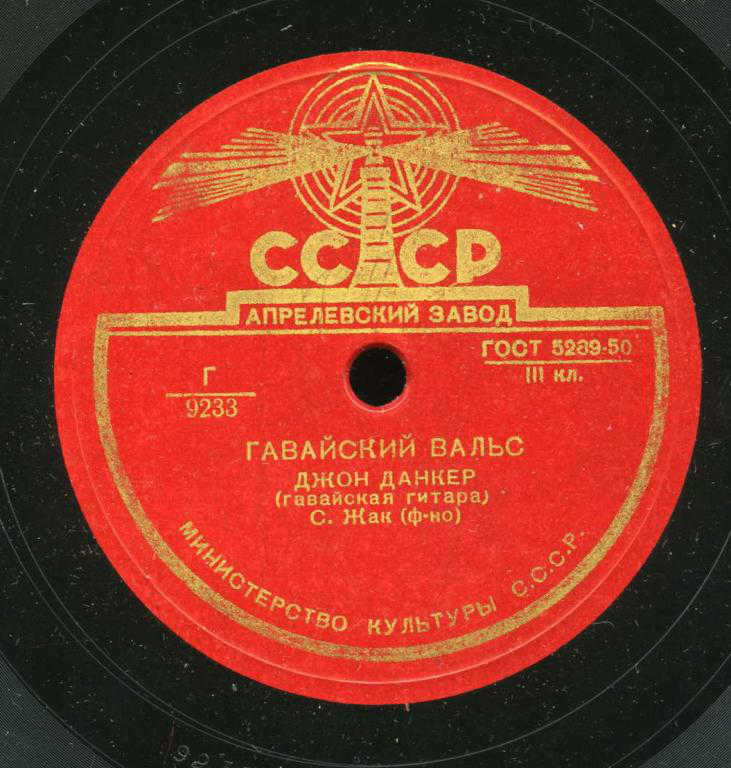 СССР
АПРЕЛЕВСКИЙ ЗАВОД
ГОСТ 5289-50
III кл.
Г
9233
ГАВАЙСКИЙ ВАЛЬС
ДЖОН ДАНКЕР
(гавайская гитара)
С. Жак (ф-но)
МИНИСТЕРСТВО КУЛЬТУРЫ С.С.С.Р.